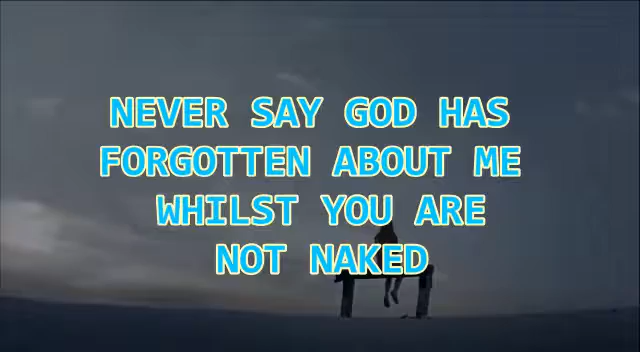 NEVER SAY GOD HAS
FORGOTTEN ABOUT ME
WHILST YOU ARE
NOT NAKED